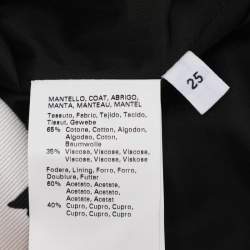 MANTELLO, COAT, ABRIGO,
MANTA, MANTEAU, MANTEL
Tessuto, Fabric, Tejido, Tecido,
Tissut, Gewebe
65% Cotone, Cotton, Algodon,
Algodao, Coton,
Baumwolle
35% Viscosa, Viscose, Viscosa,
Viscose, Viscose, Viskose
Fodera, Lining, Forro, Forro,
Doublure, Futter
60% Acetato, Acetate,
Acetato, Acetato,
Acetate, Acetat
40% Cupro, Cupro, Cupro,
Cupro, Cupro, Cupro
25